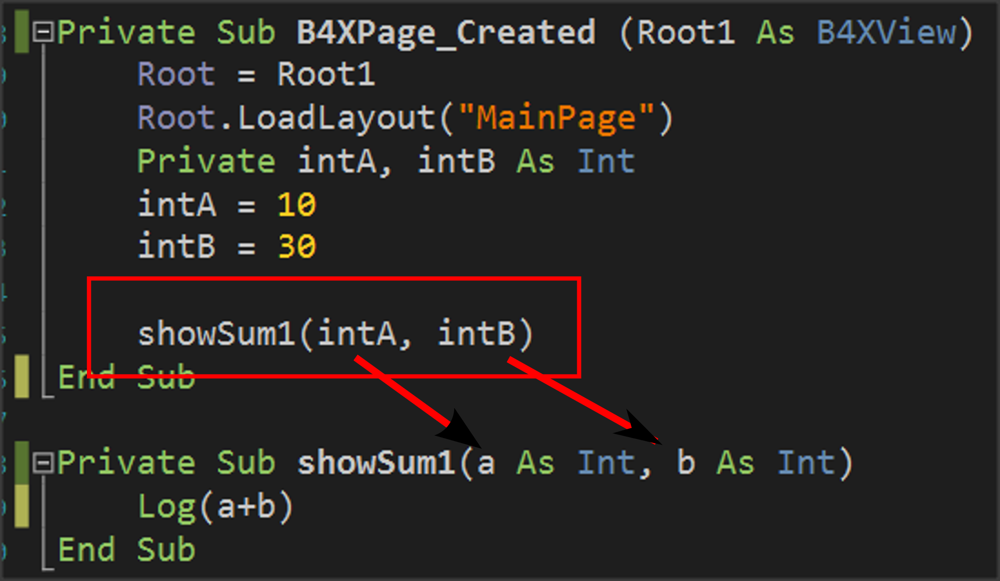 Private Sub B4XPage_Created (Root1 As B4XView)
Root = Root1
Root.LoadLayout("MainPage")
Private intA, intB As Int
intA = 10
intB = 30
showSum1(intA, intB)
End Sub
Private Sub showSum1(a As Int, b As Int)
Log(a+b)
End Sub